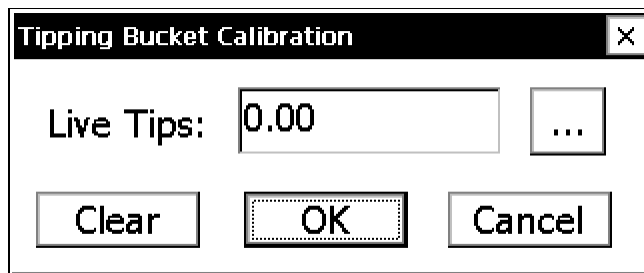 Tipping Bucket Calibration ×
Live Tips: 0.00 ...
Clear OK Cancel